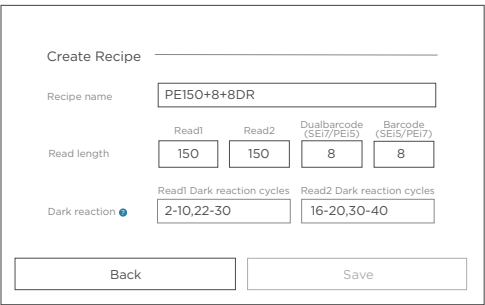 Create Recipe
Recipe name
PE150+8+8DR
Read1 Read2 Dualbarcode (SEi7/PEi5) Barcode (SEi5/PEi7)
Read length 150 150 8 8
Read1 Dark reaction cycles Read2 Dark reaction cycles
Dark reaction ? 2-10,22-30 16-20,30-40
Back Save